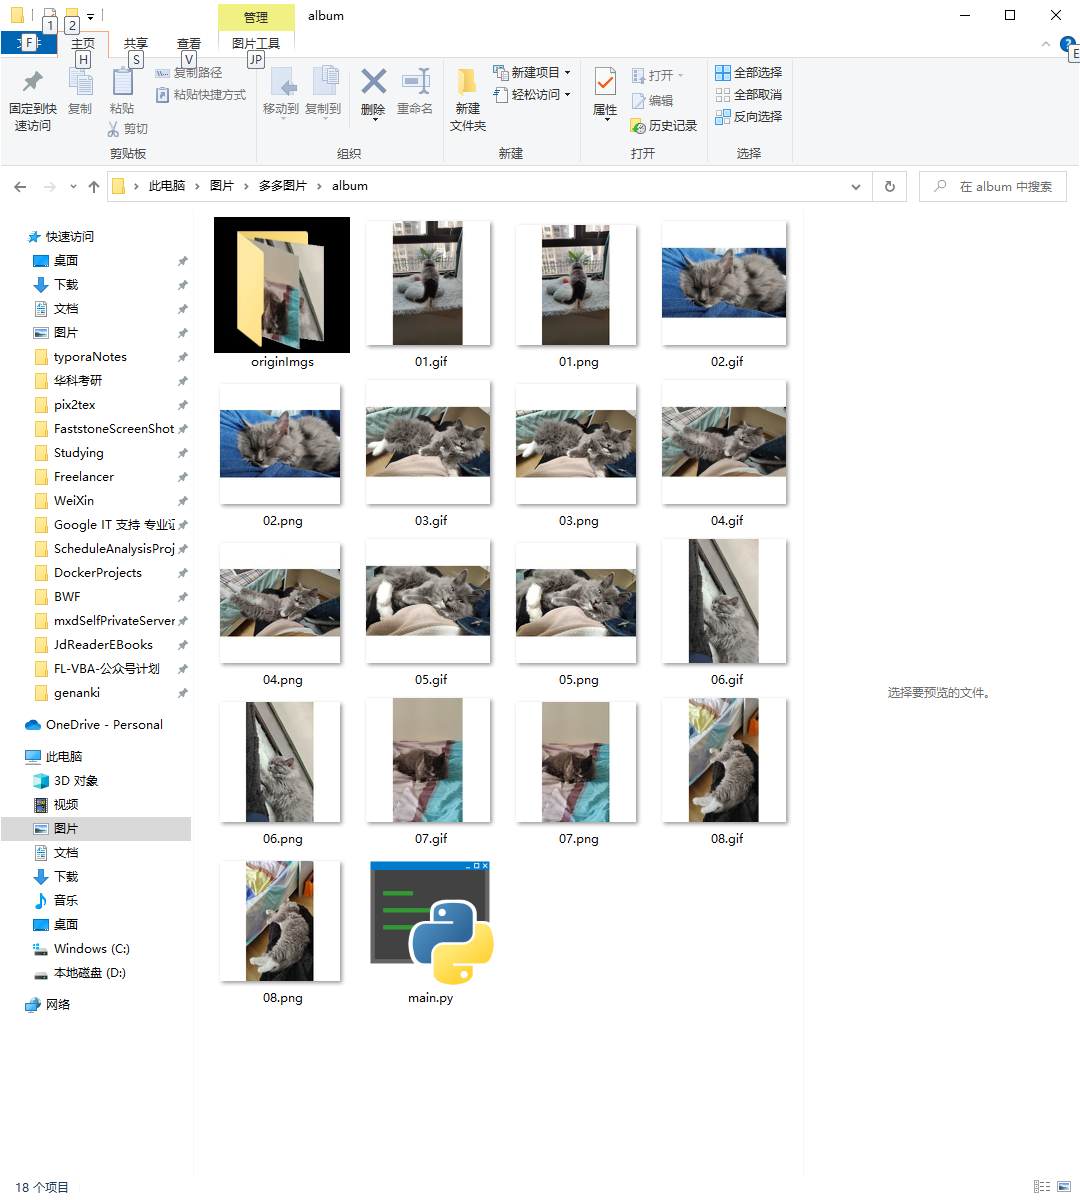 1
2
管理
album
F
主页
共享
查看
图片工具
H
S
V
JP
E
固定到快
速访问
复制
粘贴
复制路径
粘贴快捷方式
剪切
剪贴板
移动到
复制到
删除
重命名
组织
新建
文件夹
新建项目
轻松访问
新建
属性
打开
编辑
历史记录
打开
全部选择
全部取消
反向选择
选择
此电脑 › 图片 › 多多图片 › album
在 album 中搜索
快速访问
桌面
下载
文档
图片
typoraNotes
华科考研
pix2tex
FaststoneScreenShot
Studying
Freelancer
WeiXin
Google IT 支持 专业证
ScheduleAnalysisProj
DockerProjects
BWF
mxdSelfPrivateServer
JdReaderEBooks
FL-VBA-公众号计划
genanki
OneDrive - Personal
此电脑
3D 对象
视频
图片
文档
下载
音乐
桌面
Windows (C:)
本地磁盘 (D:)
网络
originImgs
01.gif
01.png
02.gif
02.png
03.gif
03.png
04.gif
04.png
05.gif
05.png
06.gif
06.png
07.gif
07.png
08.gif
08.png
main.py
选择要预览的文件。
18 个项目